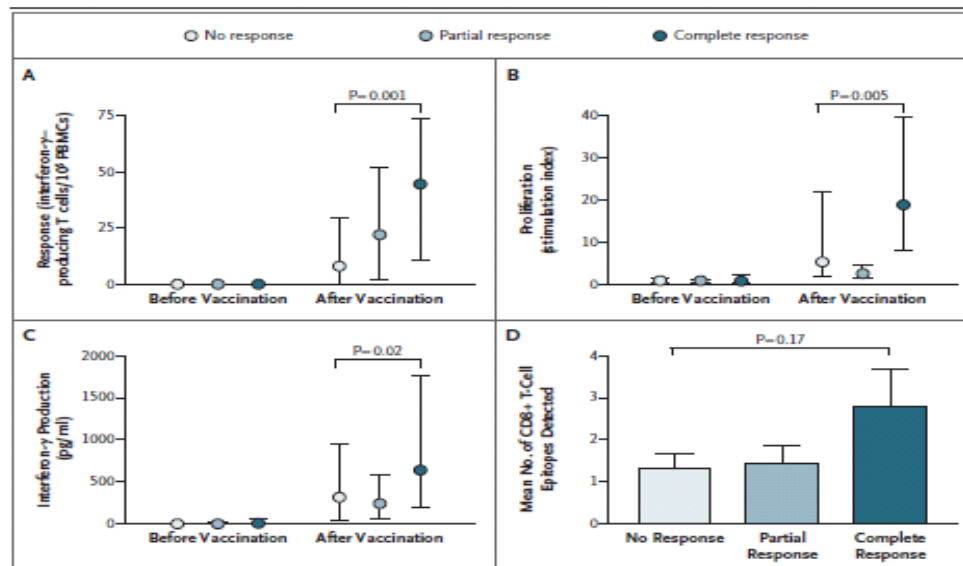 No response Partial response Complete response
A
Response (interferon-γ–
producing T cells/10⁵ PBMCs)
75
50
25
0
P=0.001
Before Vaccination After Vaccination
B
Proliferation
(stimulation index)
40
30
20
10
0
P=0.005
Before Vaccination After Vaccination
C
Interferon-γ Production
(pg/ml)
2000
1500
1000
500
0
P=0.02
Before Vaccination After Vaccination
D
Mean No. of CD8+ T-Cell
Epitopes Detected
4
3
2
1
0
P=0.17
No Response Partial Complete
Response Response